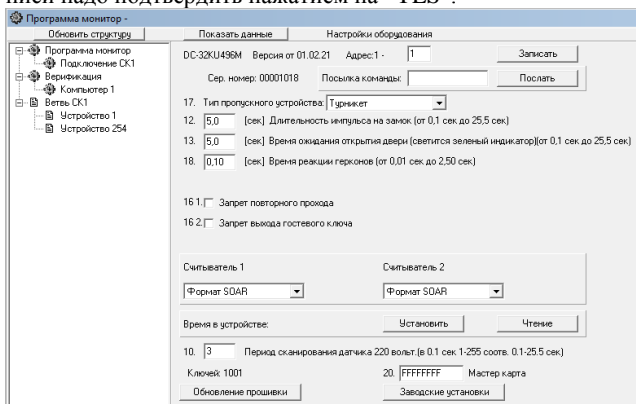 ний надо подтвердить нажатием на "YES".
Программа монитор -
Обновить структуру
Показать данные
Настройки оборудования
Программа монитор
Подключение СК1
Верификация
Компьютер 1
Ветвь СК1
Устройство 1
Устройство 254
DC-32KU496M Версия от 01.02.21 Адрес:1 - 1 Записать
Сер. номер: 00001018 Посылка команды: Послать
17. Тип пропускного устройства: Турникет
12. 5,0 [сек] Длительность импульса на замок (от 0,1 сек до 25,5 сек)
13. 5,0 [сек] Время ожидания открытия двери (светится зеленый индикатор)(от 0,1 сек до 25,5 сек)
18. 0,10 [сек] Время реакции герконов (от 0,01 сек до 2,50 сек)
16 1. Запрет повторного прохода
16 2. Запрет выхода гостевого ключа
Считыватель 1 Считыватель 2
Формат SOAR Формат SOAR
Время в устройстве: Установить Чтение
10. 3 Период сканирования датчика 220 вольт.(в 0.1 сек 1-255 соотв. 0.1-25.5 сек)
Ключей: 1001 20. FFFFFFFF Мастер карта
Обновление прошивки Заводские установки